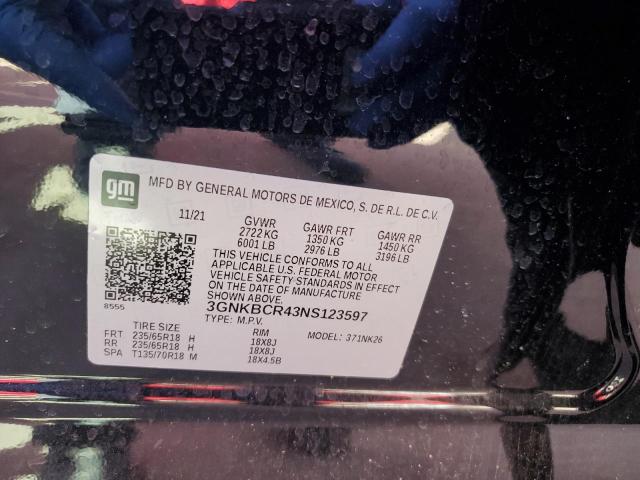 gm
MFD BY GENERAL MOTORS DE MEXICO, S. DE R.L. DE C.V.
11/21 GVWR GAWR FRT GAWR RR
2722 KG 1350 KG 1450 KG
6001 LB 2976 LB 3196 LB
THIS VEHICLE CONFORMS TO ALL
APPLICABLE U.S. FEDERAL MOTOR
VEHICLE SAFETY STANDARDS IN EFFECT
ON THE DATE OF MANUFACTURE
SHOWN ABOVE.
8555 3GNKBCR43NS123597
TYPE: M.P.V. MODEL: 371NK26
TIRE SIZE RIM
FRT 235/65R18 H 18X8J
RR 235/65R18 H 18X8J
SPA T135/70R18 M 18X4.5B